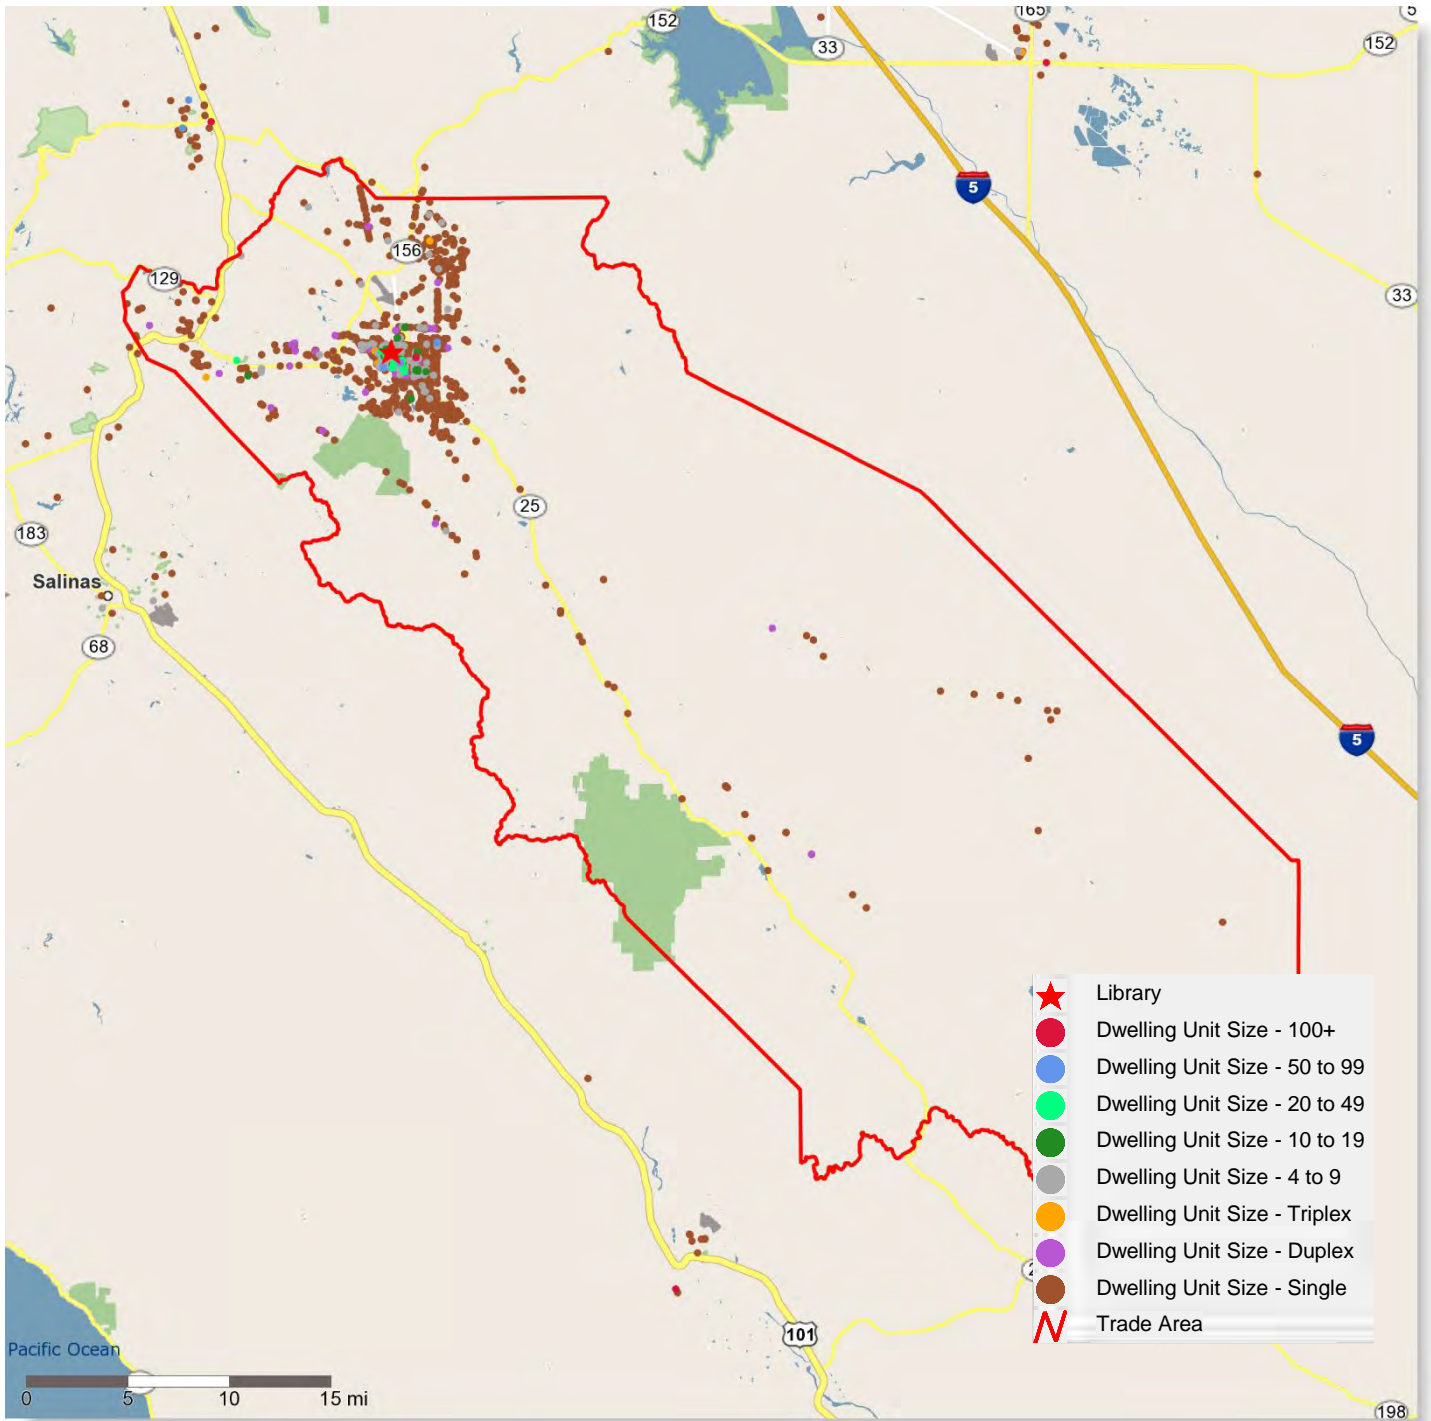 165
5
152
33
152
5
156
129
33
25
183
Salinas
68
5
Library
Dwelling Unit Size - 100+
Dwelling Unit Size - 50 to 99
Dwelling Unit Size - 20 to 49
Dwelling Unit Size - 10 to 19
Dwelling Unit Size - 4 to 9
Dwelling Unit Size - Triplex
Dwelling Unit Size - Duplex
Dwelling Unit Size - Single
Trade Area
2
101
Pacific Ocean
0 5 10 15 mi
198